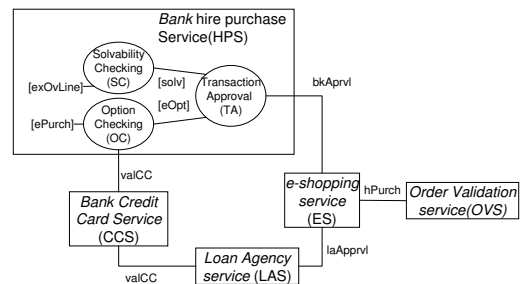 Bank hire purchase
Service(HPS)
Solvability
Checking
(SC)
[exOvLine]
[solv]
Transaction
Approval
(TA)
bkAprvl
[eOpt]
[ePurch]
Option
Checking
(OC)
valCC
e-shopping
service
(ES)
hPurch
Order Validation
service(OVS)
Bank Credit
Card Service
(CCS)
laApprvl
Loan Agency
service (LAS)
valCC